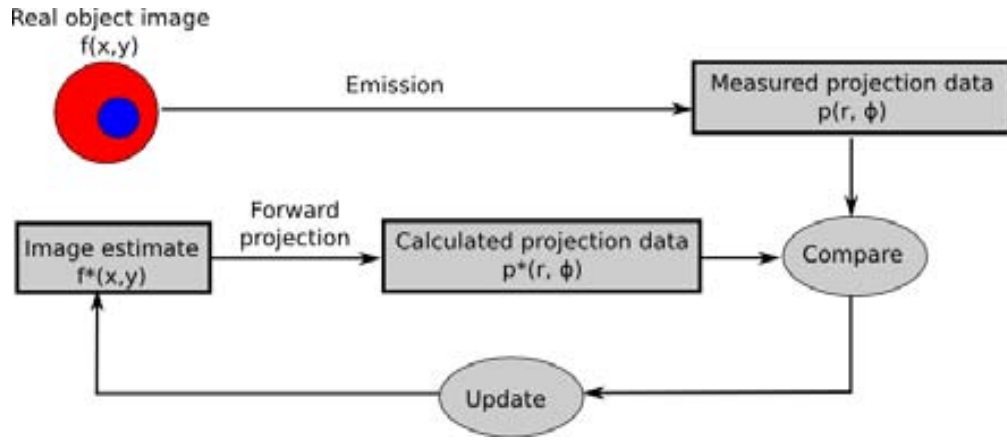 Real object image
f(x,y)
Emission
Measured projection data
p(r, ϕ)
Forward
projection
Image estimate
f*(x,y)
Calculated projection data
p*(r, ϕ)
Compare
Update